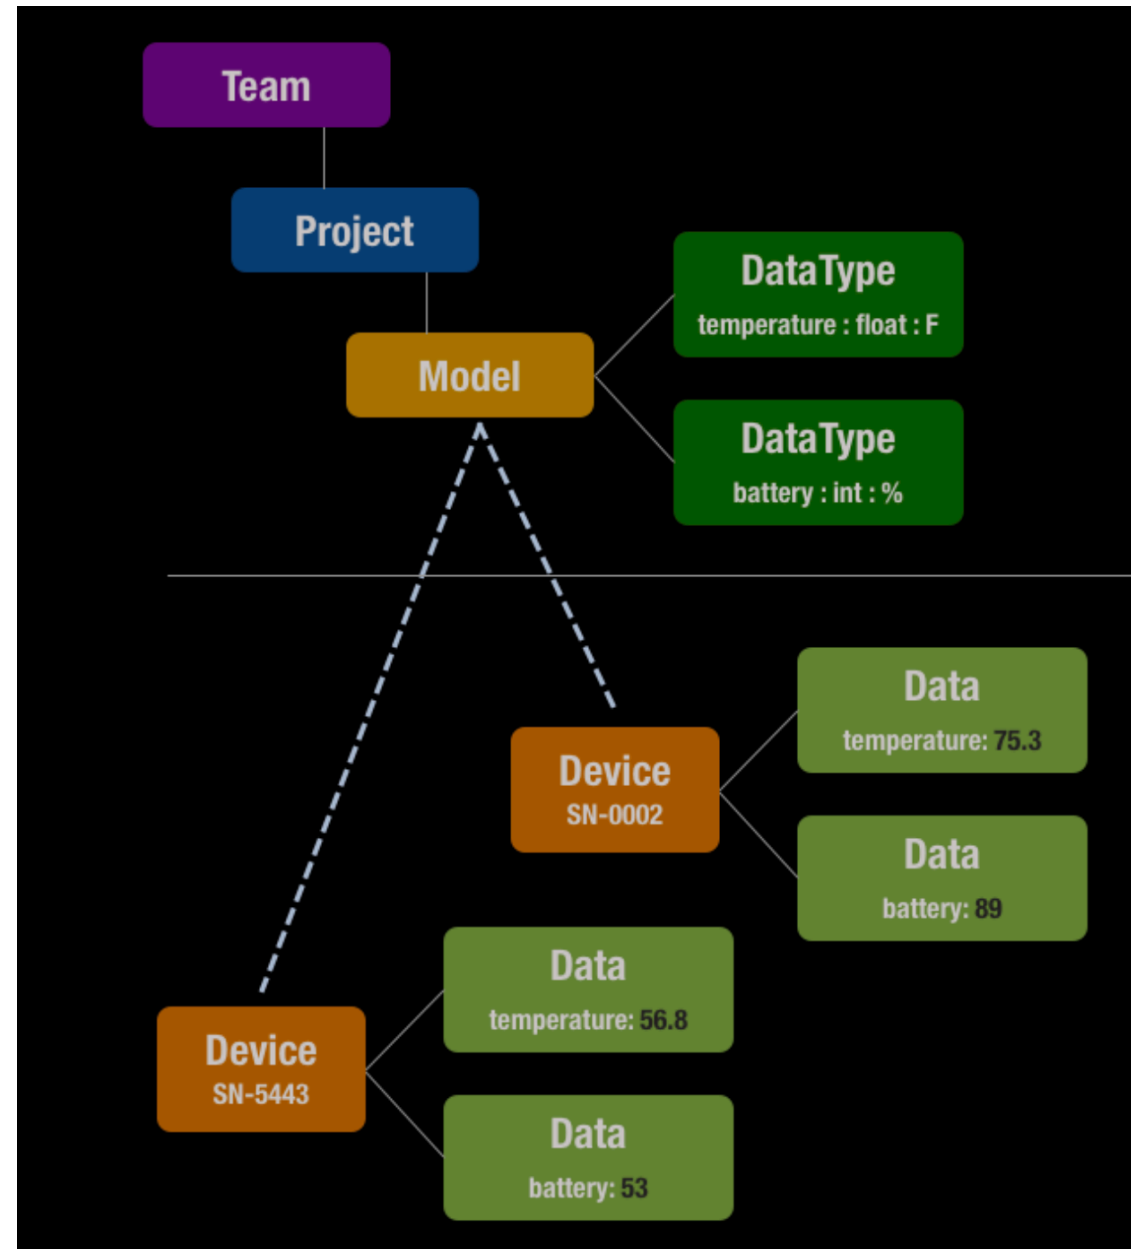 Team
Project
Model
DataType
temperature : float : F
DataType
battery : int : %
Device
SN-0002
Data
temperature: 75.3
Data
battery: 89
Device
SN-5443
Data
temperature: 56.8
Data
battery: 53